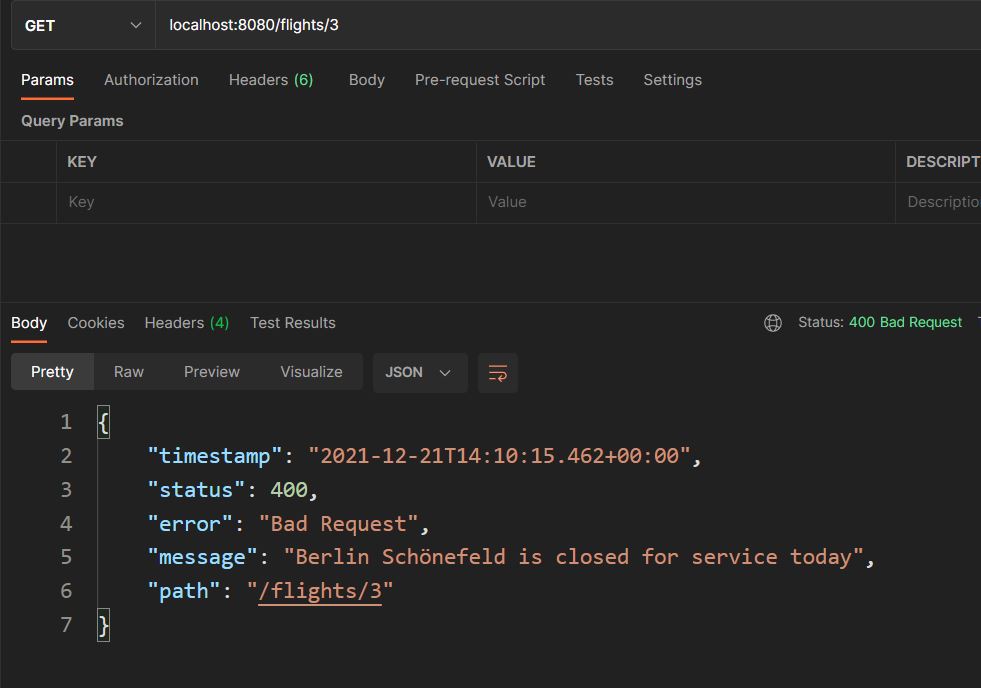 GET localhost:8080/flights/3
Params Authorization Headers (6) Body Pre-request Script Tests Settings
Query Params
KEY VALUE DESCRIPT
Key Value Descriptio
Body Cookies Headers (4) Test Results Status: 400 Bad Request
Pretty Raw Preview Visualize JSON
1 {
2 "timestamp": "2021-12-21T14:10:15.462+00:00",
3 "status": 400,
4 "error": "Bad Request",
5 "message": "Berlin Schönefeld is closed for service today",
6 "path": "/flights/3"
7 }